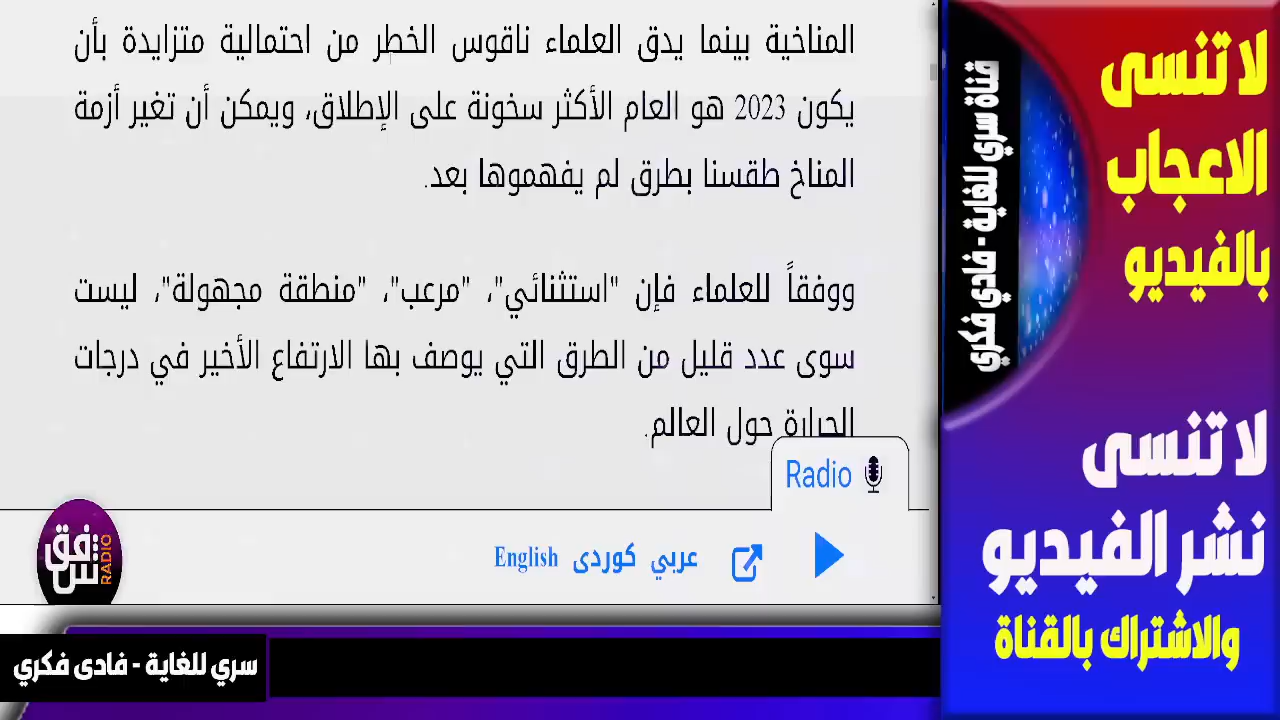 المناخية بينما يدق العلماء ناقوس الخطر من احتمالية متزايدة بأن
يكون 2023 هو العام الأكثر سخونة على الإطلاق، ويمكن أن تغير أزمة
المناخ طقسنا بطرق لم يفهموها بعد.
ووفقاً للعلماء فإن "استثنائي"، "مرعب"، "منطقة مجهولة"، ليست
سوى عدد قليل من الطرق التي يوصف بها الارتفاع الأخير في درجات
الحرارة حول العالم.
Radio
عربي كوردى English
شفق
RADIO
سري للغاية - فادى فكري
قناة سري للغاية - فادي فكري
لا تنسى
الاعجاب
بالفيديو
لا تنسى
نشر الفيديو
والاشتراك بالقناة